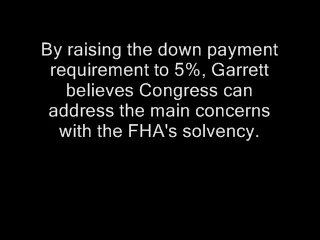 By raising the down payment
requirement to 5%, Garrett
believes Congress can
address the main concerns
with the FHA's solvency.